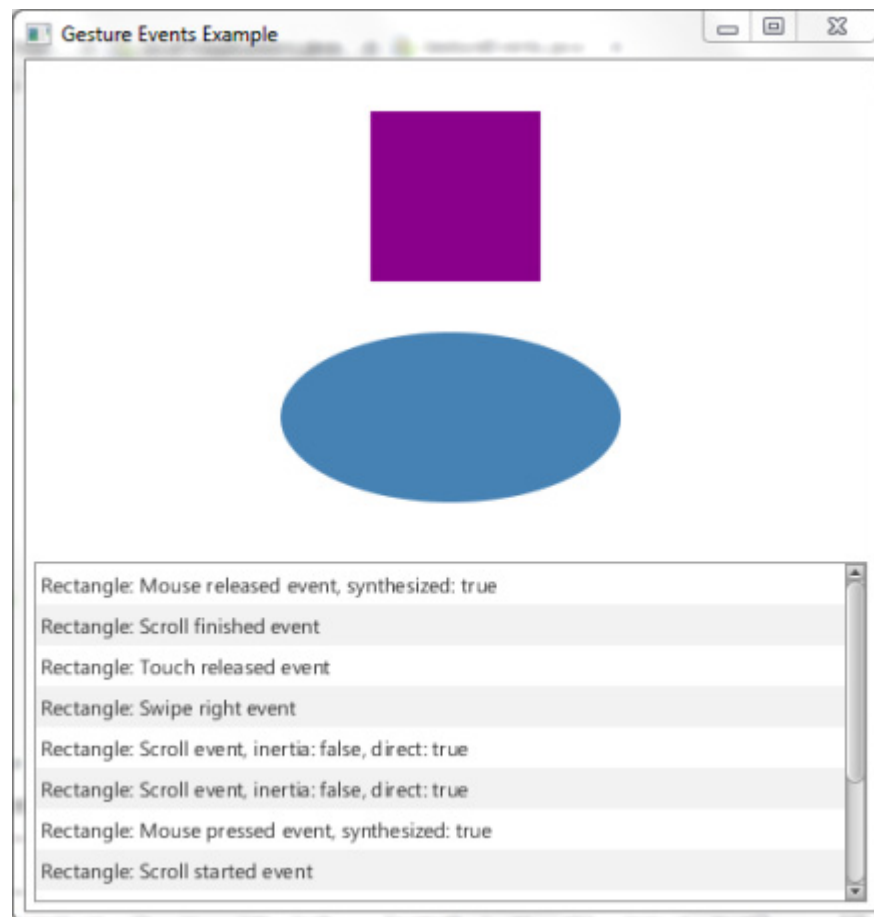 Gesture Events Example
Rectangle: Mouse released event, synthesized: true
Rectangle: Scroll finished event
Rectangle: Touch released event
Rectangle: Swipe right event
Rectangle: Scroll event, inertia: false, direct: true
Rectangle: Scroll event, inertia: false, direct: true
Rectangle: Mouse pressed event, synthesized: true
Rectangle: Scroll started event